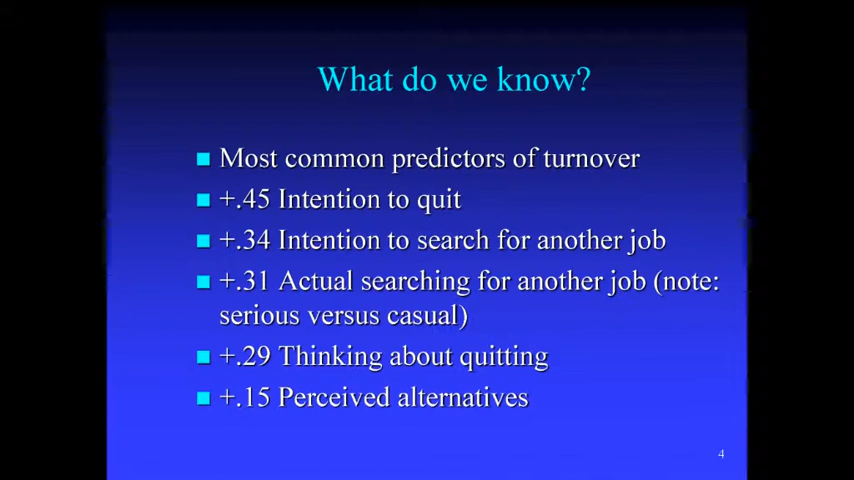 What do we know?
Most common predictors of turnover
+.45 Intention to quit
+.34 Intention to search for another job
+.31 Actual searching for another job (note:
serious versus casual)
+.29 Thinking about quitting
+.15 Perceived alternatives
4